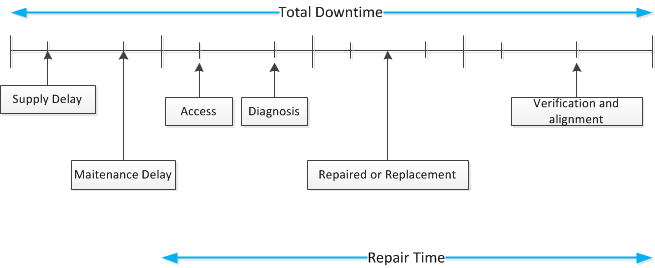 Total Downtime
Supply Delay
Access
Diagnosis
Verification and
alignment
Maitenance Delay
Repaired or Replacement
Repair Time